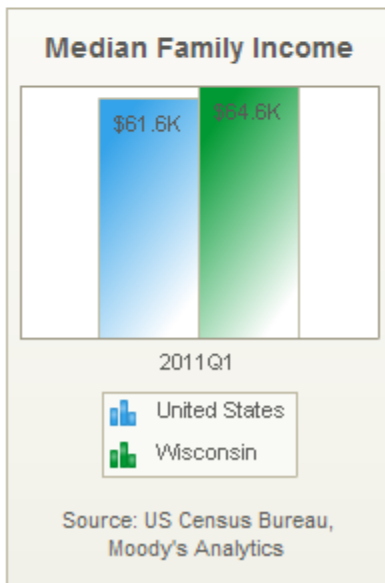 Median Family Income
$61.6K $64.6K
2011Q1
United States
Wisconsin
Source: US Census Bureau,
Moody's Analytics